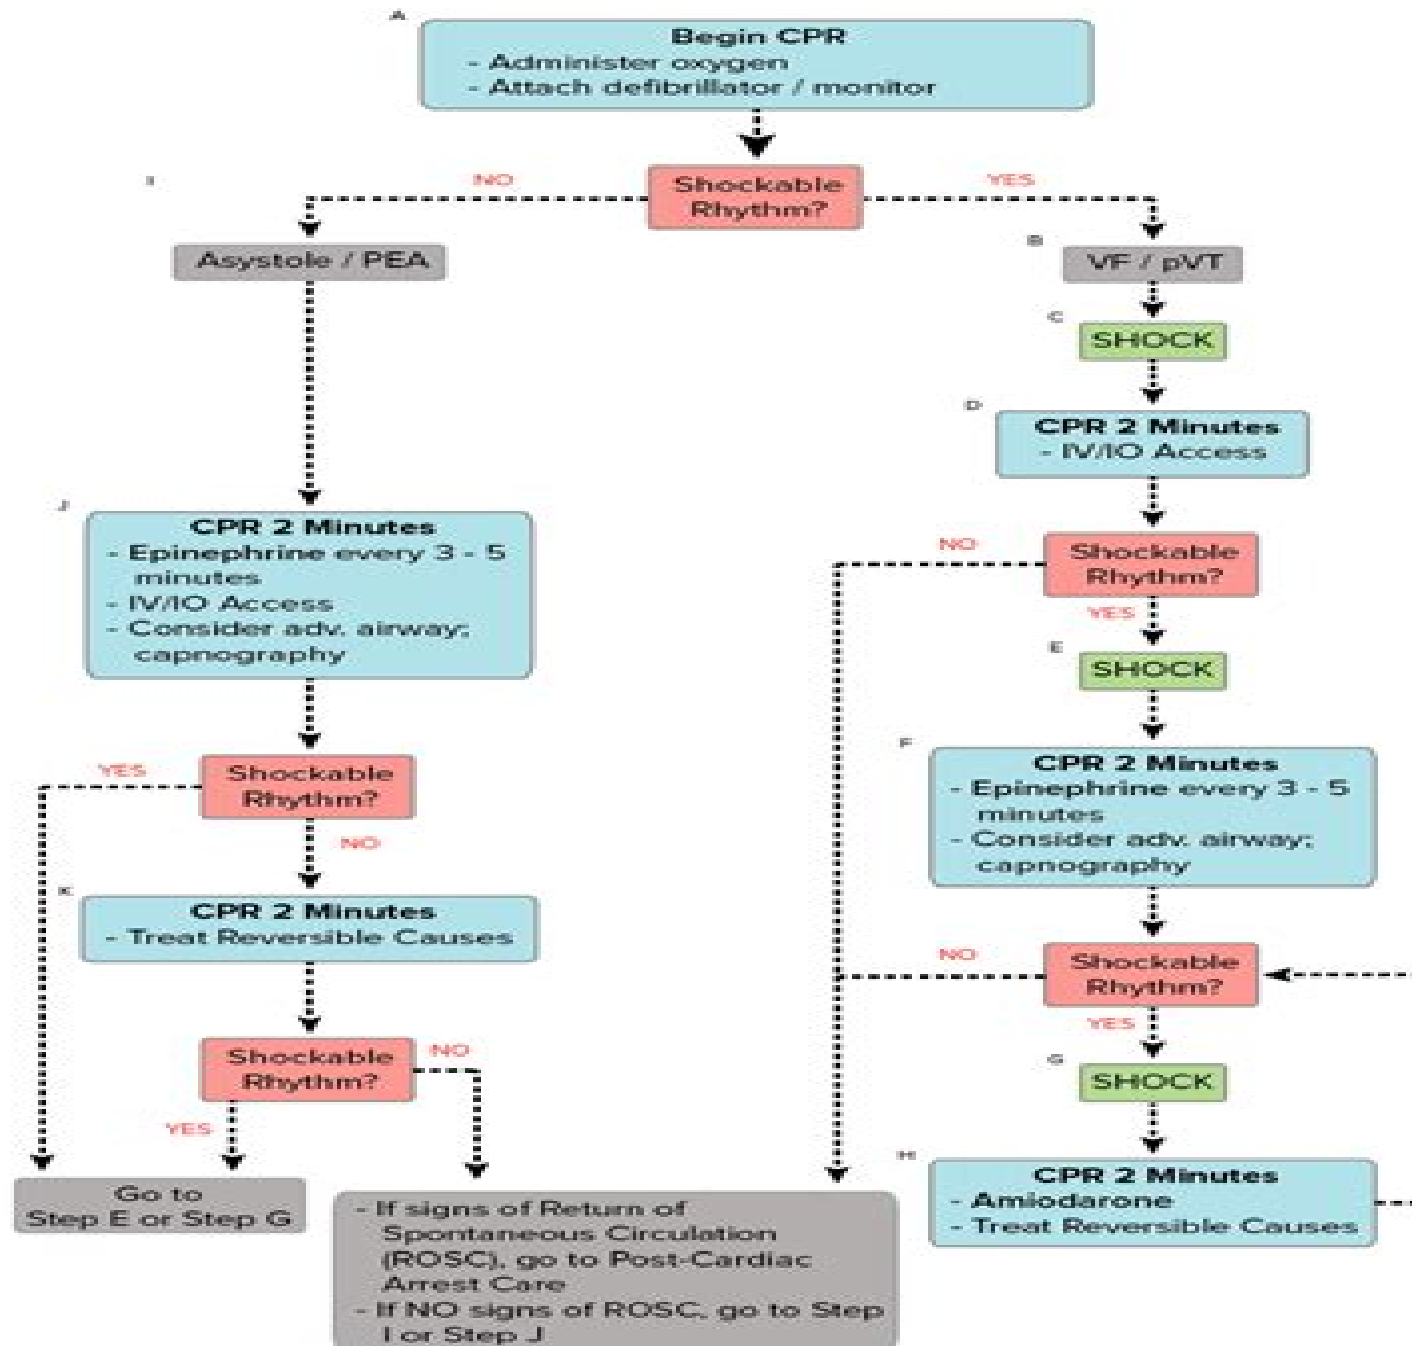 A
Begin CPR
- Administer oxygen
- Attach defibrillator / monitor
I
NO
Shockable
Rhythm?
YES
Asystole / PEA
B
VF / pVT
C
SHOCK
D
CPR 2 Minutes
- IV/IO Access
J
CPR 2 Minutes
- Epinephrine every 3 - 5
minutes
- IV/IO Access
- Consider adv. airway;
capnography
NO
Shockable
Rhythm?
YES
E
SHOCK
F
CPR 2 Minutes
- Epinephrine every 3 - 5
minutes
- Consider adv. airway;
capnography
YES
Shockable
Rhythm?
NO
K
CPR 2 Minutes
- Treat Reversible Causes
NO
Shockable
Rhythm?
YES
G
SHOCK
Shockable
Rhythm?
NO
YES
H
CPR 2 Minutes
- Amiodarone
- Treat Reversible Causes
Go to
Step E or Step G
- If signs of Return of
Spontaneous Circulation
(ROSC), go to Post-Cardiac
Arrest Care
- If NO signs of ROSC, go to Step
I or Step J